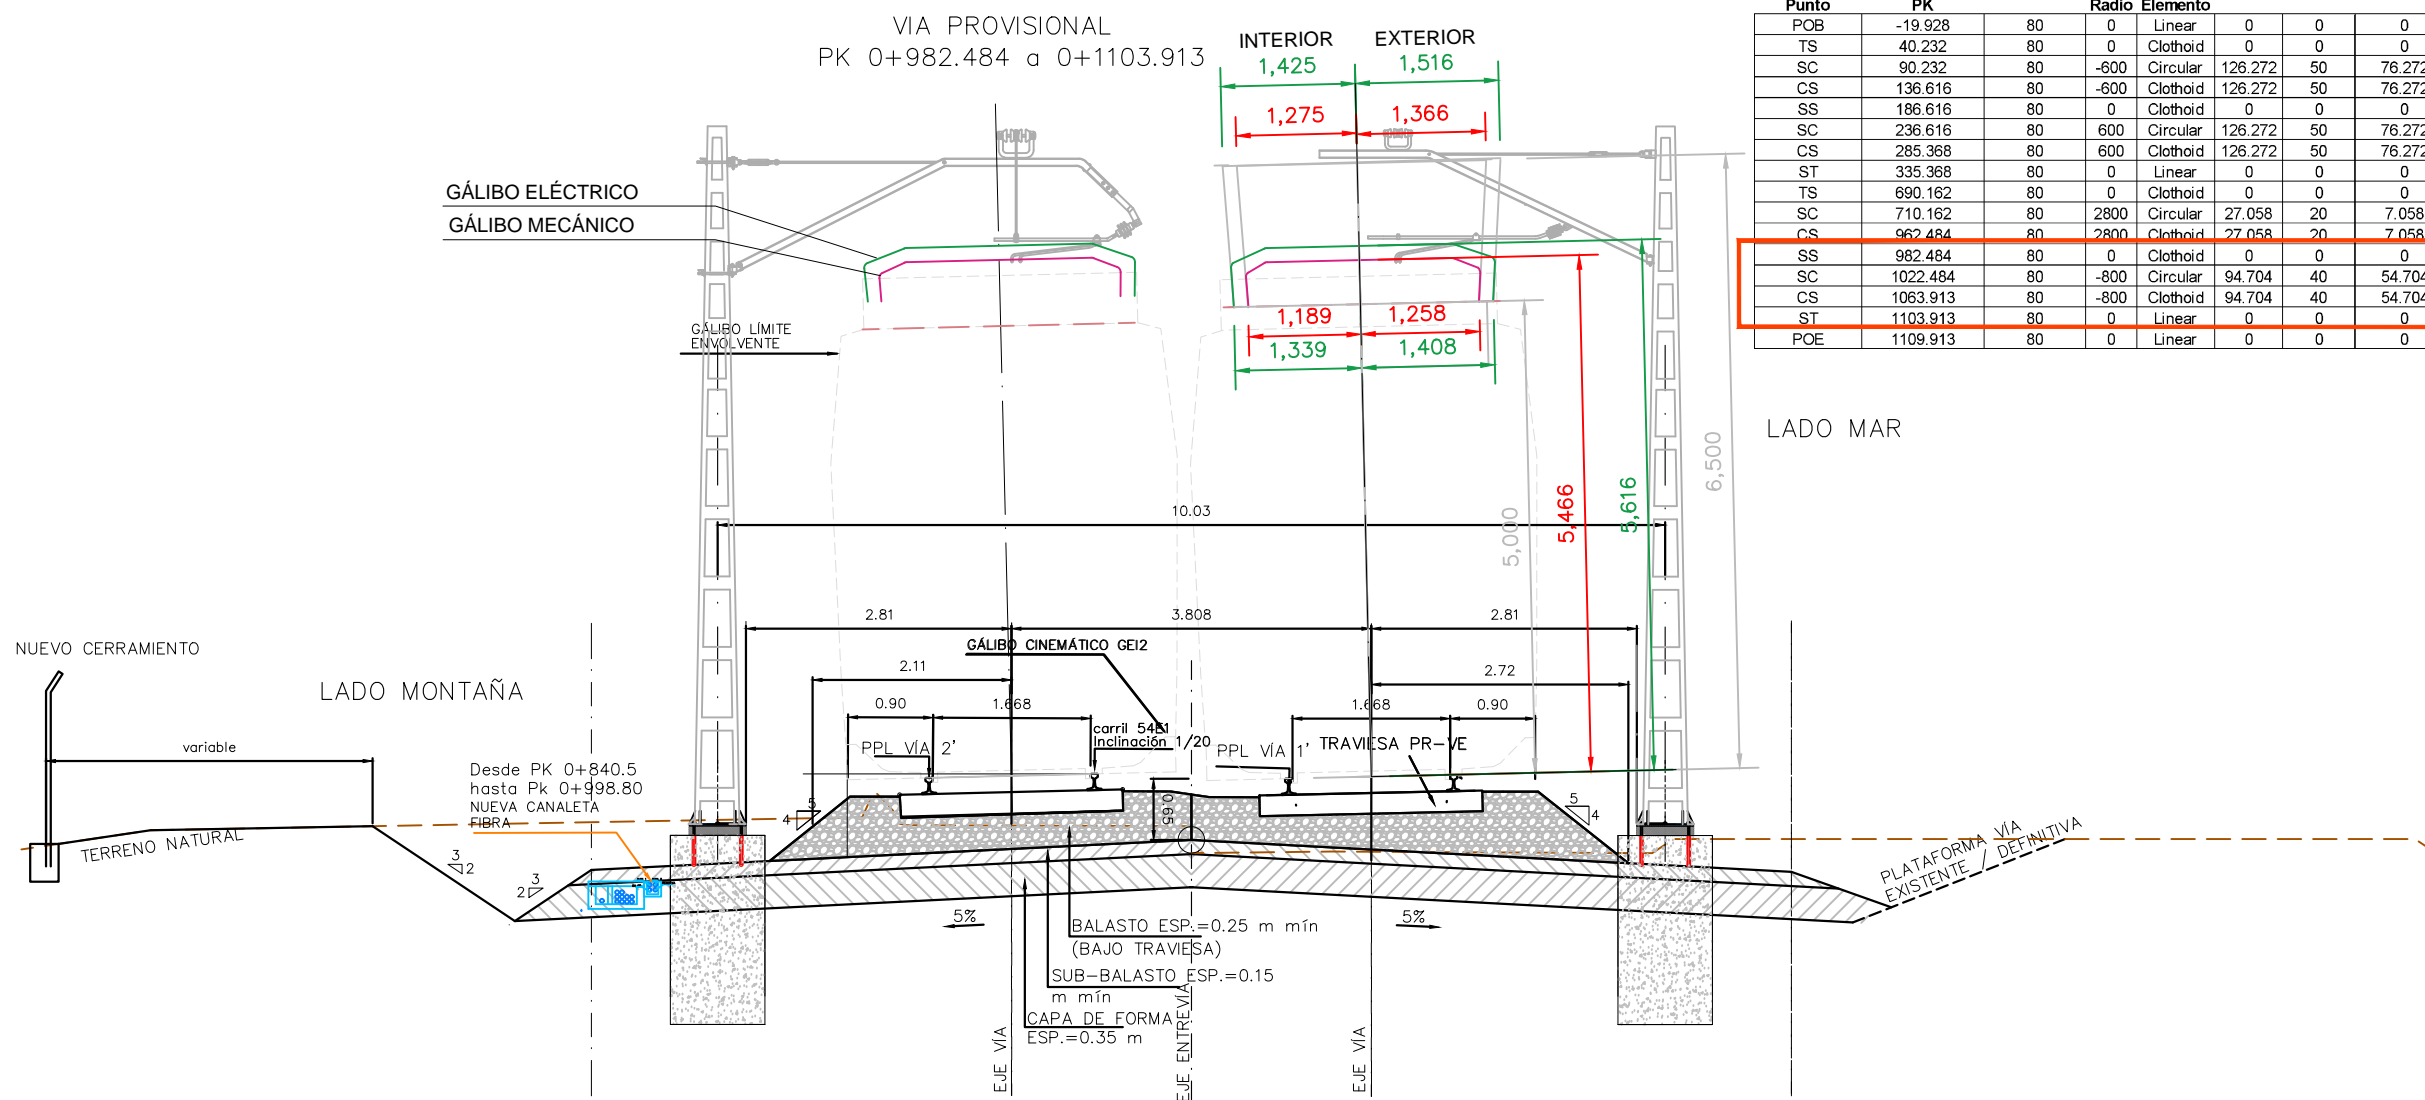 VIA PROVISIONAL
PK 0+982.484 a 0+1103.913
INTERIOR EXTERIOR
1,425 1,516
1,275 1,366
GÁLIBO ELÉCTRICO
GÁLIBO MECÁNICO
GÁLIBO LÍMITE
ENVOLVENTE
1,189 1,258
1,339 1,408
Punto PK Radio Elemento
POB -19.928 80 0 Linear 0 0 0
TS 40.232 80 0 Clothoid 0 0 0
SC 90.232 80 -600 Circular 126.272 50 76.272
CS 136.616 80 -600 Clothoid 126.272 50 76.272
SS 186.616 80 0 Clothoid 0 0 0
SC 236.616 80 600 Circular 126.272 50 76.272
CS 285.368 80 600 Clothoid 126.272 50 76.272
ST 335.368 80 0 Linear 0 0 0
TS 690.162 80 0 Clothoid 0 0 0
SC 710.162 80 2800 Circular 27.058 20 7.058
CS 962.484 80 2800 Clothoid 27.058 20 7.058
SS 982.484 80 0 Clothoid 0 0 0
SC 1022.484 80 -800 Circular 94.704 40 54.704
CS 1063.913 80 -800 Clothoid 94.704 40 54.704
ST 1103.913 80 0 Linear 0 0 0
POE 1109.913 80 0 Linear 0 0 0
LADO MAR
6,500
5,616
5,466
5,000
10.03
2.81 3.808 2.81
NUEVO CERRAMIENTO
GÁLIBO CINEMÁTICO GEI2
LADO MONTAÑA
2.11 2.72
0.90 1.668 1.668 0.90
variable
carril 54E1
Inclinación 1/20
PPL VÍA 2'
PPL VÍA 1'
TRAVIESA PR-VE
Desde PK 0+840.5
hasta Pk 0+998.80
NUEVA CANALETA
FIBRA
0.65
5
4
5
4
TERRENO NATURAL
3
2
3
2
PLATAFORMA VÍA
EXISTENTE / DEFINITIVA
5% 5%
BALASTO ESP.=0.25 m mín
(BAJO TRAVIESA)
SUB-BALASTO ESP.=0.15
m mín
CAPA DE FORMA
ESP.=0.35 m
EJE VÍA
EJE ENTREVÍA
EJE VÍA